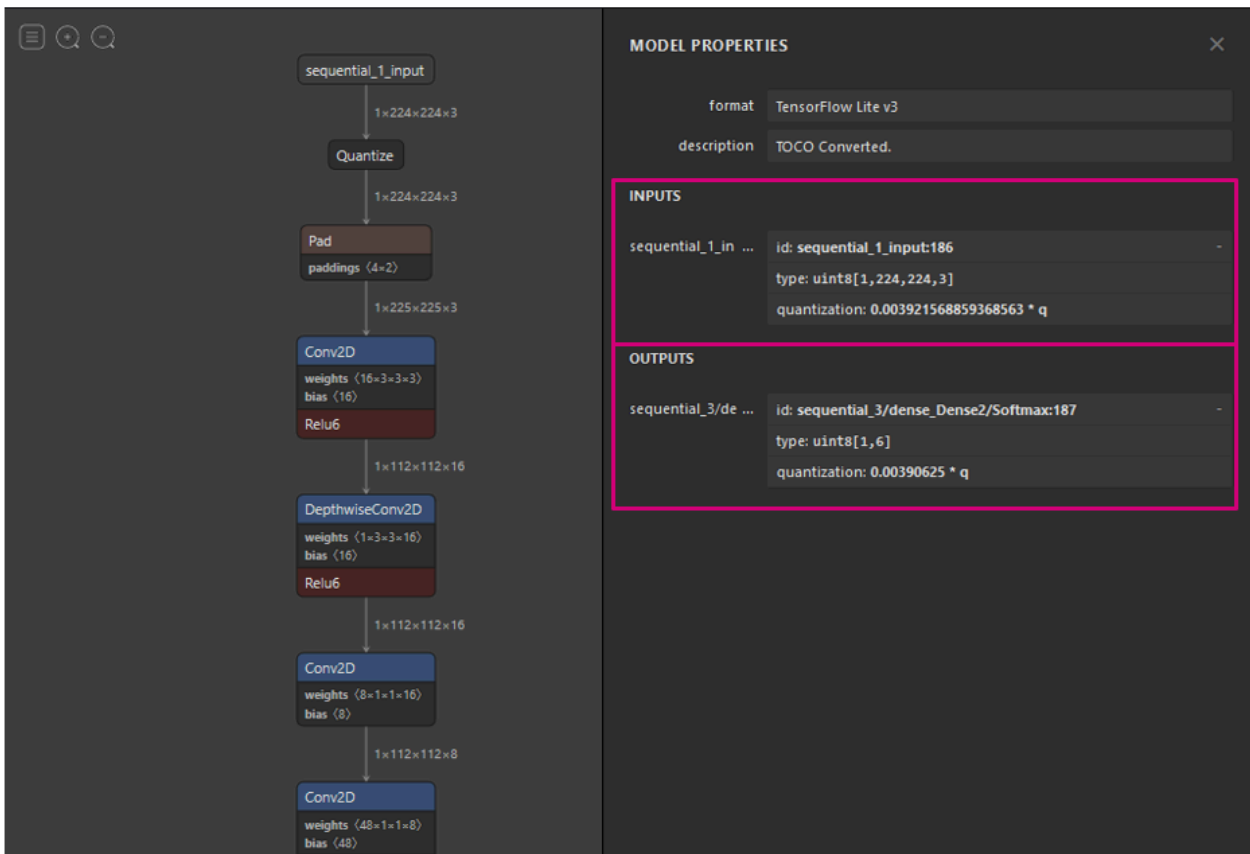 sequential_1_input
1×224×224×3
Quantize
1×224×224×3
Pad
paddings ⟨4×2⟩
1×225×225×3
Conv2D
weights ⟨16×3×3×3⟩
bias ⟨16⟩
Relu6
1×112×112×16
DepthwiseConv2D
weights ⟨1×3×3×16⟩
bias ⟨16⟩
Relu6
1×112×112×16
Conv2D
weights ⟨8×1×1×16⟩
bias ⟨8⟩
1×112×112×8
Conv2D
weights ⟨48×1×1×8⟩
bias ⟨48⟩
MODEL PROPERTIES
format TensorFlow Lite v3
description TOCO Converted.
INPUTS
sequential_1_in ... id: sequential_1_input:186 -
type: uint8[1,224,224,3]
quantization: 0.003921568859368563 * q
OUTPUTS
sequential_3/de ... id: sequential_3/dense_Dense2/Softmax:187 -
type: uint8[1,6]
quantization: 0.00390625 * q